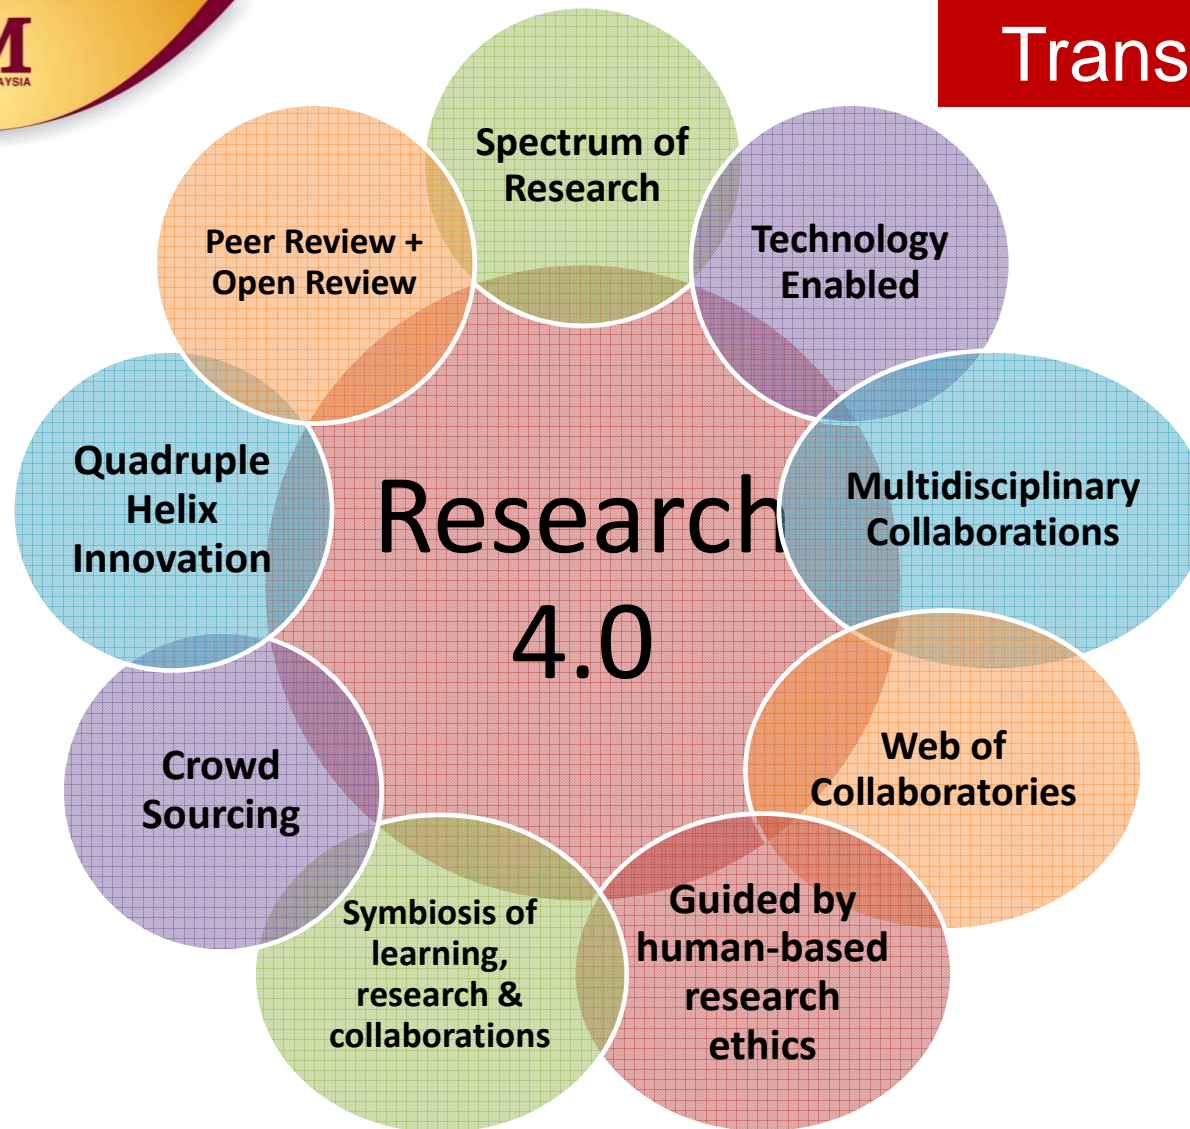 M
AYSIA
Trans
Spectrum of
Research
Technology
Enabled
Multidisciplinary
Collaborations
Web of
Collaboratories
Guided by
human-based
research
ethics
Symbiosis of
learning,
research &
collaborations
Crowd
Sourcing
Quadruple
Helix
Innovation
Peer Review +
Open Review
Research
4.0